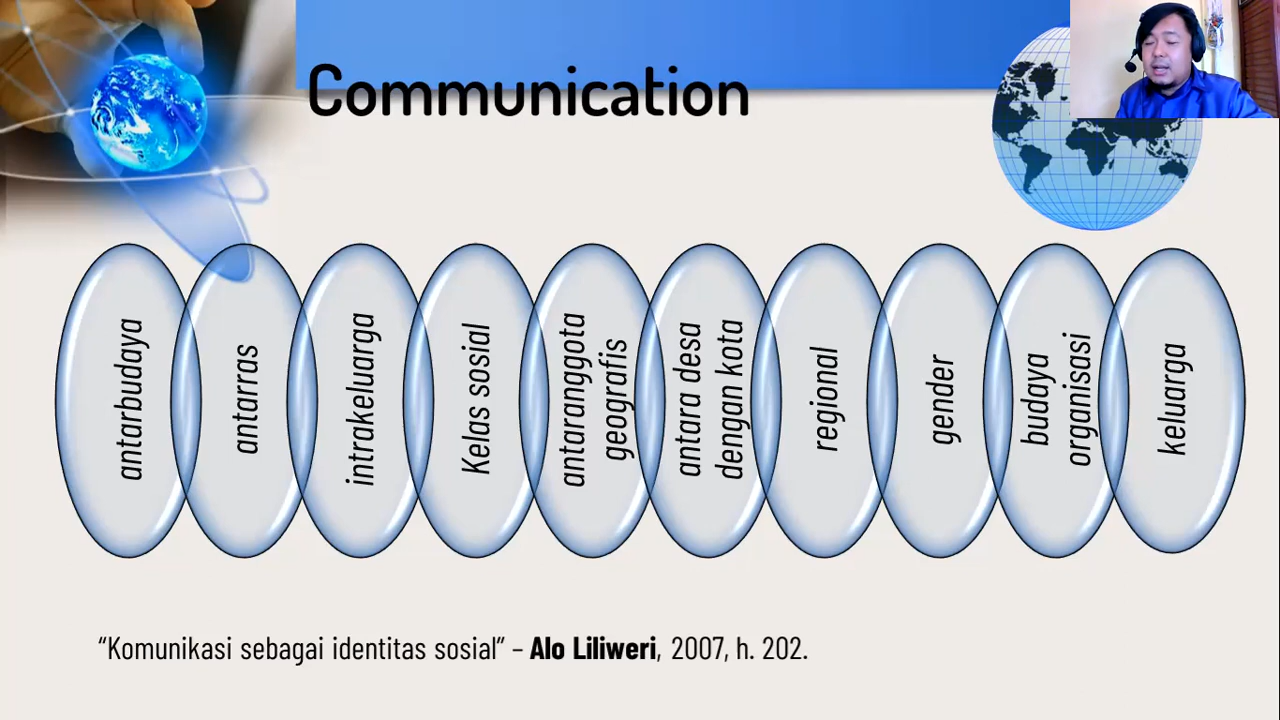 Communication
antarbudaya
antarras
intrakeluarga
Kelas sosial
antaranggota
geografis
antara desa
dengan kota
regional
gender
budaya
organisasi
keluarga
“Komunikasi sebagai identitas sosial” – Alo Liliweri, 2007, h. 202.